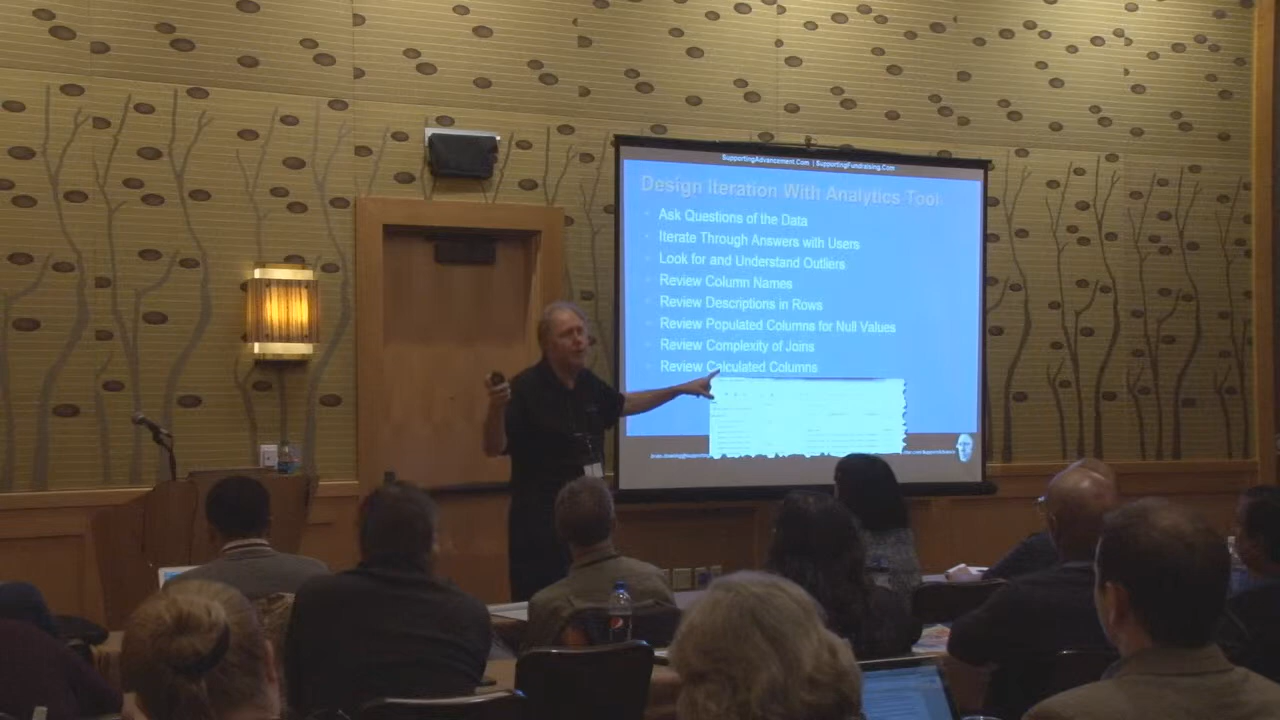 SupportingAdvancement.Com | SupportingFundraising.Com
Design Iteration With Analytics Tool
Ask Questions of the Data
Iterate Through Answers with Users
Look for and Understand Outliers
Review Column Names
Review Descriptions in Rows
Review Populated Columns for Null Values
Review Complexity of Joins
Review Calculated Columns